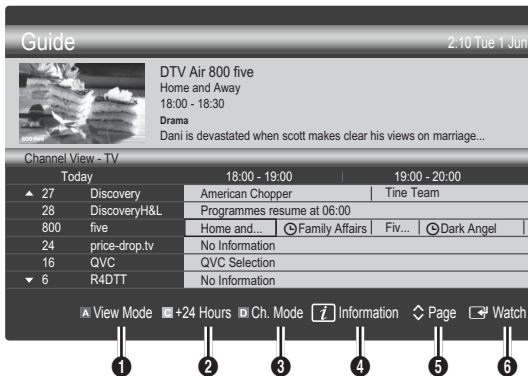 Guide 2:10 Tue 1 Jun
DTV Air 800 five
Home and Away
18:00 - 18:30
Drama
Dani is devastated when scott makes clear his views on marriage...
800 five
Channel View - TV
Today 18:00 - 19:00 19:00 - 20:00
▲ 27 Discovery American Chopper Tine Team
28 DiscoveryH&L Programmes resume at 06:00
800 five Home and... Family Affairs Fiv... Dark Angel
24 price-drop.tv No Information
16 QVC QVC Selection
▼ 6 R4DTT No Information
A View Mode C +24 Hours D Ch. Mode i Information Page Watch
1 2 3 4 5 6